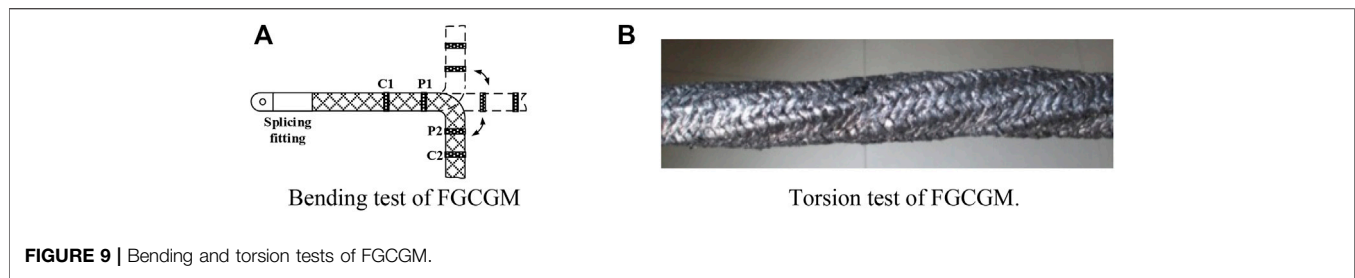 A
B
C1 P1
Splicing
fitting
P2
C2
Bending test of FGCGM
Torsion test of FGCGM.
FIGURE 9 | Bending and torsion tests of FGCGM.